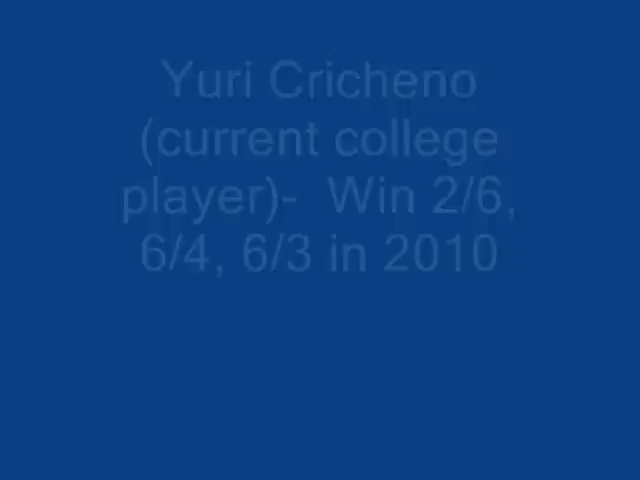 Yuri Cricheno
(current college
player)-  Win 2/6,
6/4, 6/3 in 2010